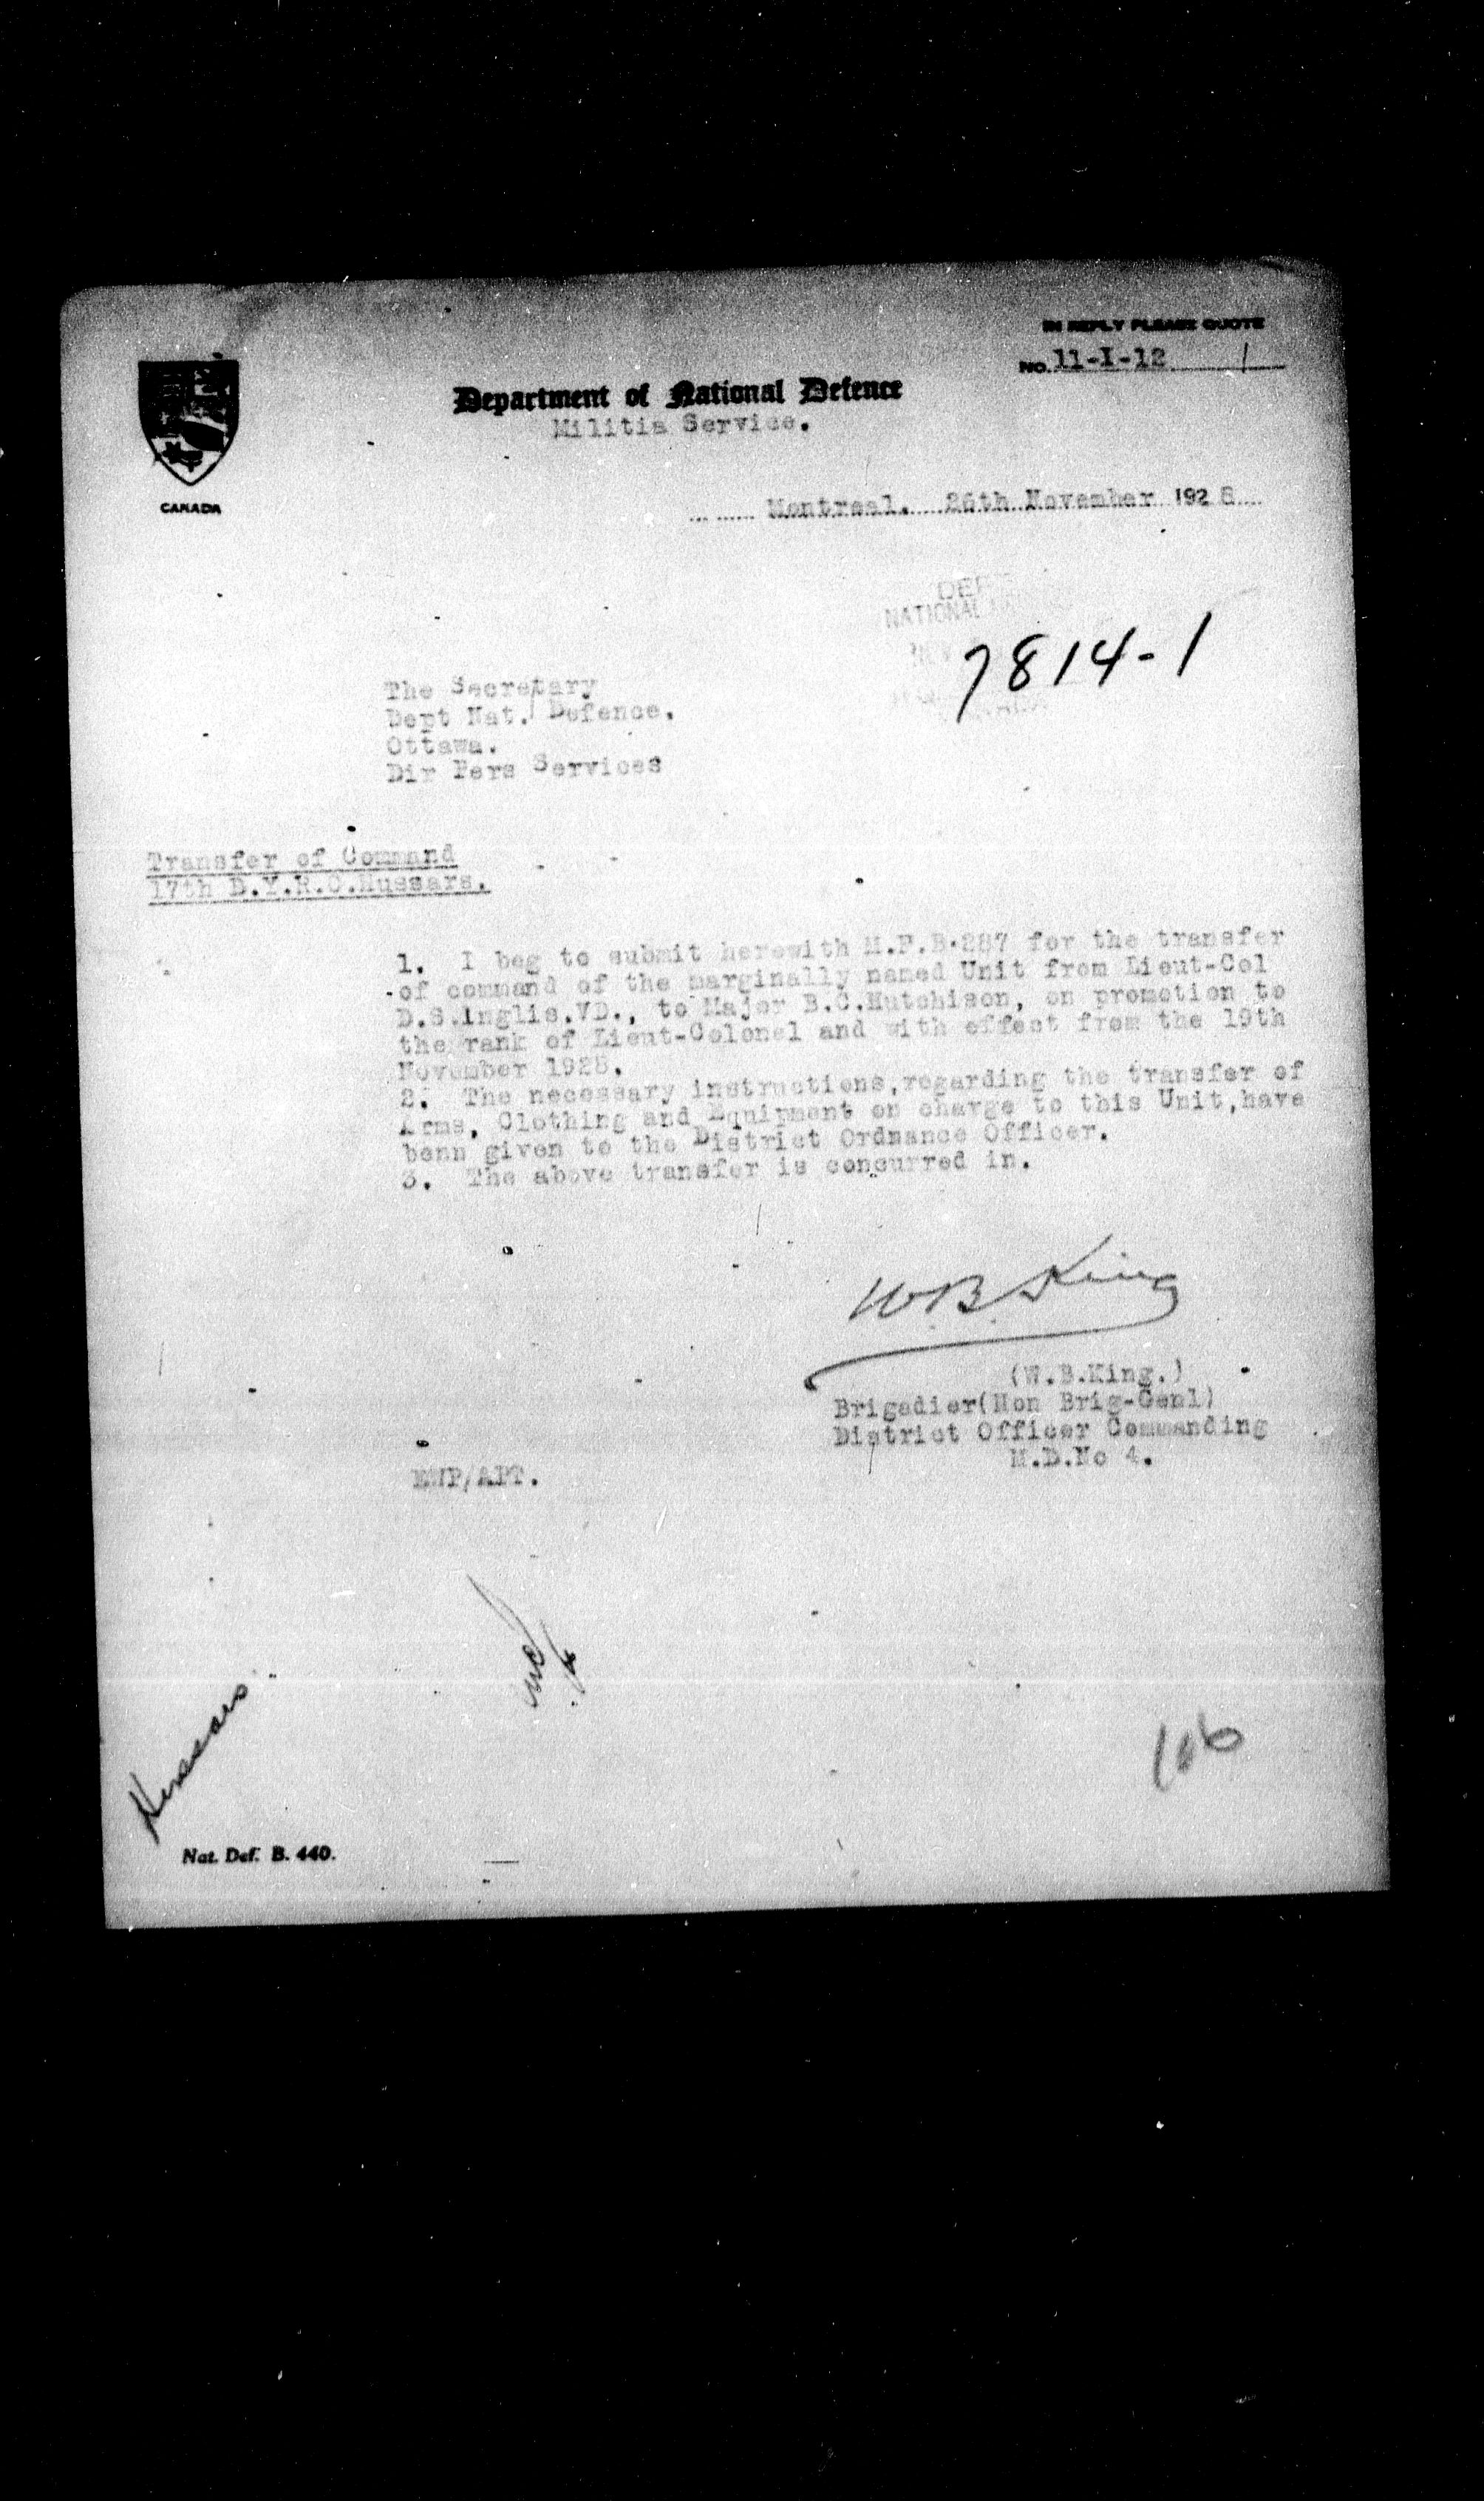 IN REPLY PLEASE QUOTE
No. 11-I-12 1
CANADA
Department of National Defence
Militia Service.
Montreal. 26th November 1928
DEP
NATIONAL
7814-1
The Secretary
Dept Nat. Defence.
Ottawa.
Dir Pers Services
Transfer of Command
17th D.Y.R.C.Hussars.
1. I beg to submit herewith M.F.B.287 for the transfer
of command of the marginally named Unit from Lieut-Col
D.S.Inglis.VD., to Major B.C.Hutchison, on promotion to
the rank of Lieut-Colonel and with effect from the 19th
November 1928.
2. The necessary instructions, regarding the transfer of
Arms, Clothing and Equipment on charge to this Unit, have
benn given to the District Ordnance Officer.
3. The above transfer is concurred in.
W.B. King
(W.B.King.)
Brigadier(Hon Brig-Genl)
District Officer Commanding
M.D.No 4.
EWP/APT.
Hussars
106
Nat. Def. B. 440.